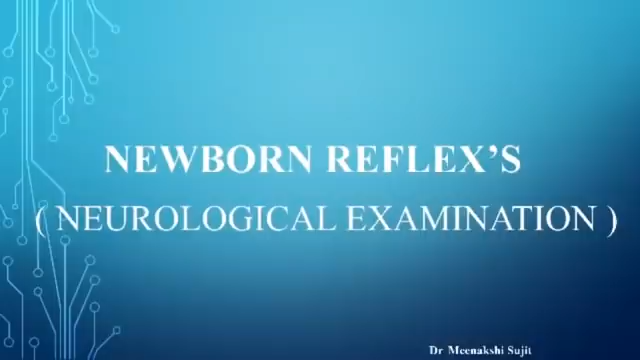 NEWBORN REFLEX’S
( NEUROLOGICAL EXAMINATION )
Dr Meenakshi Sujit